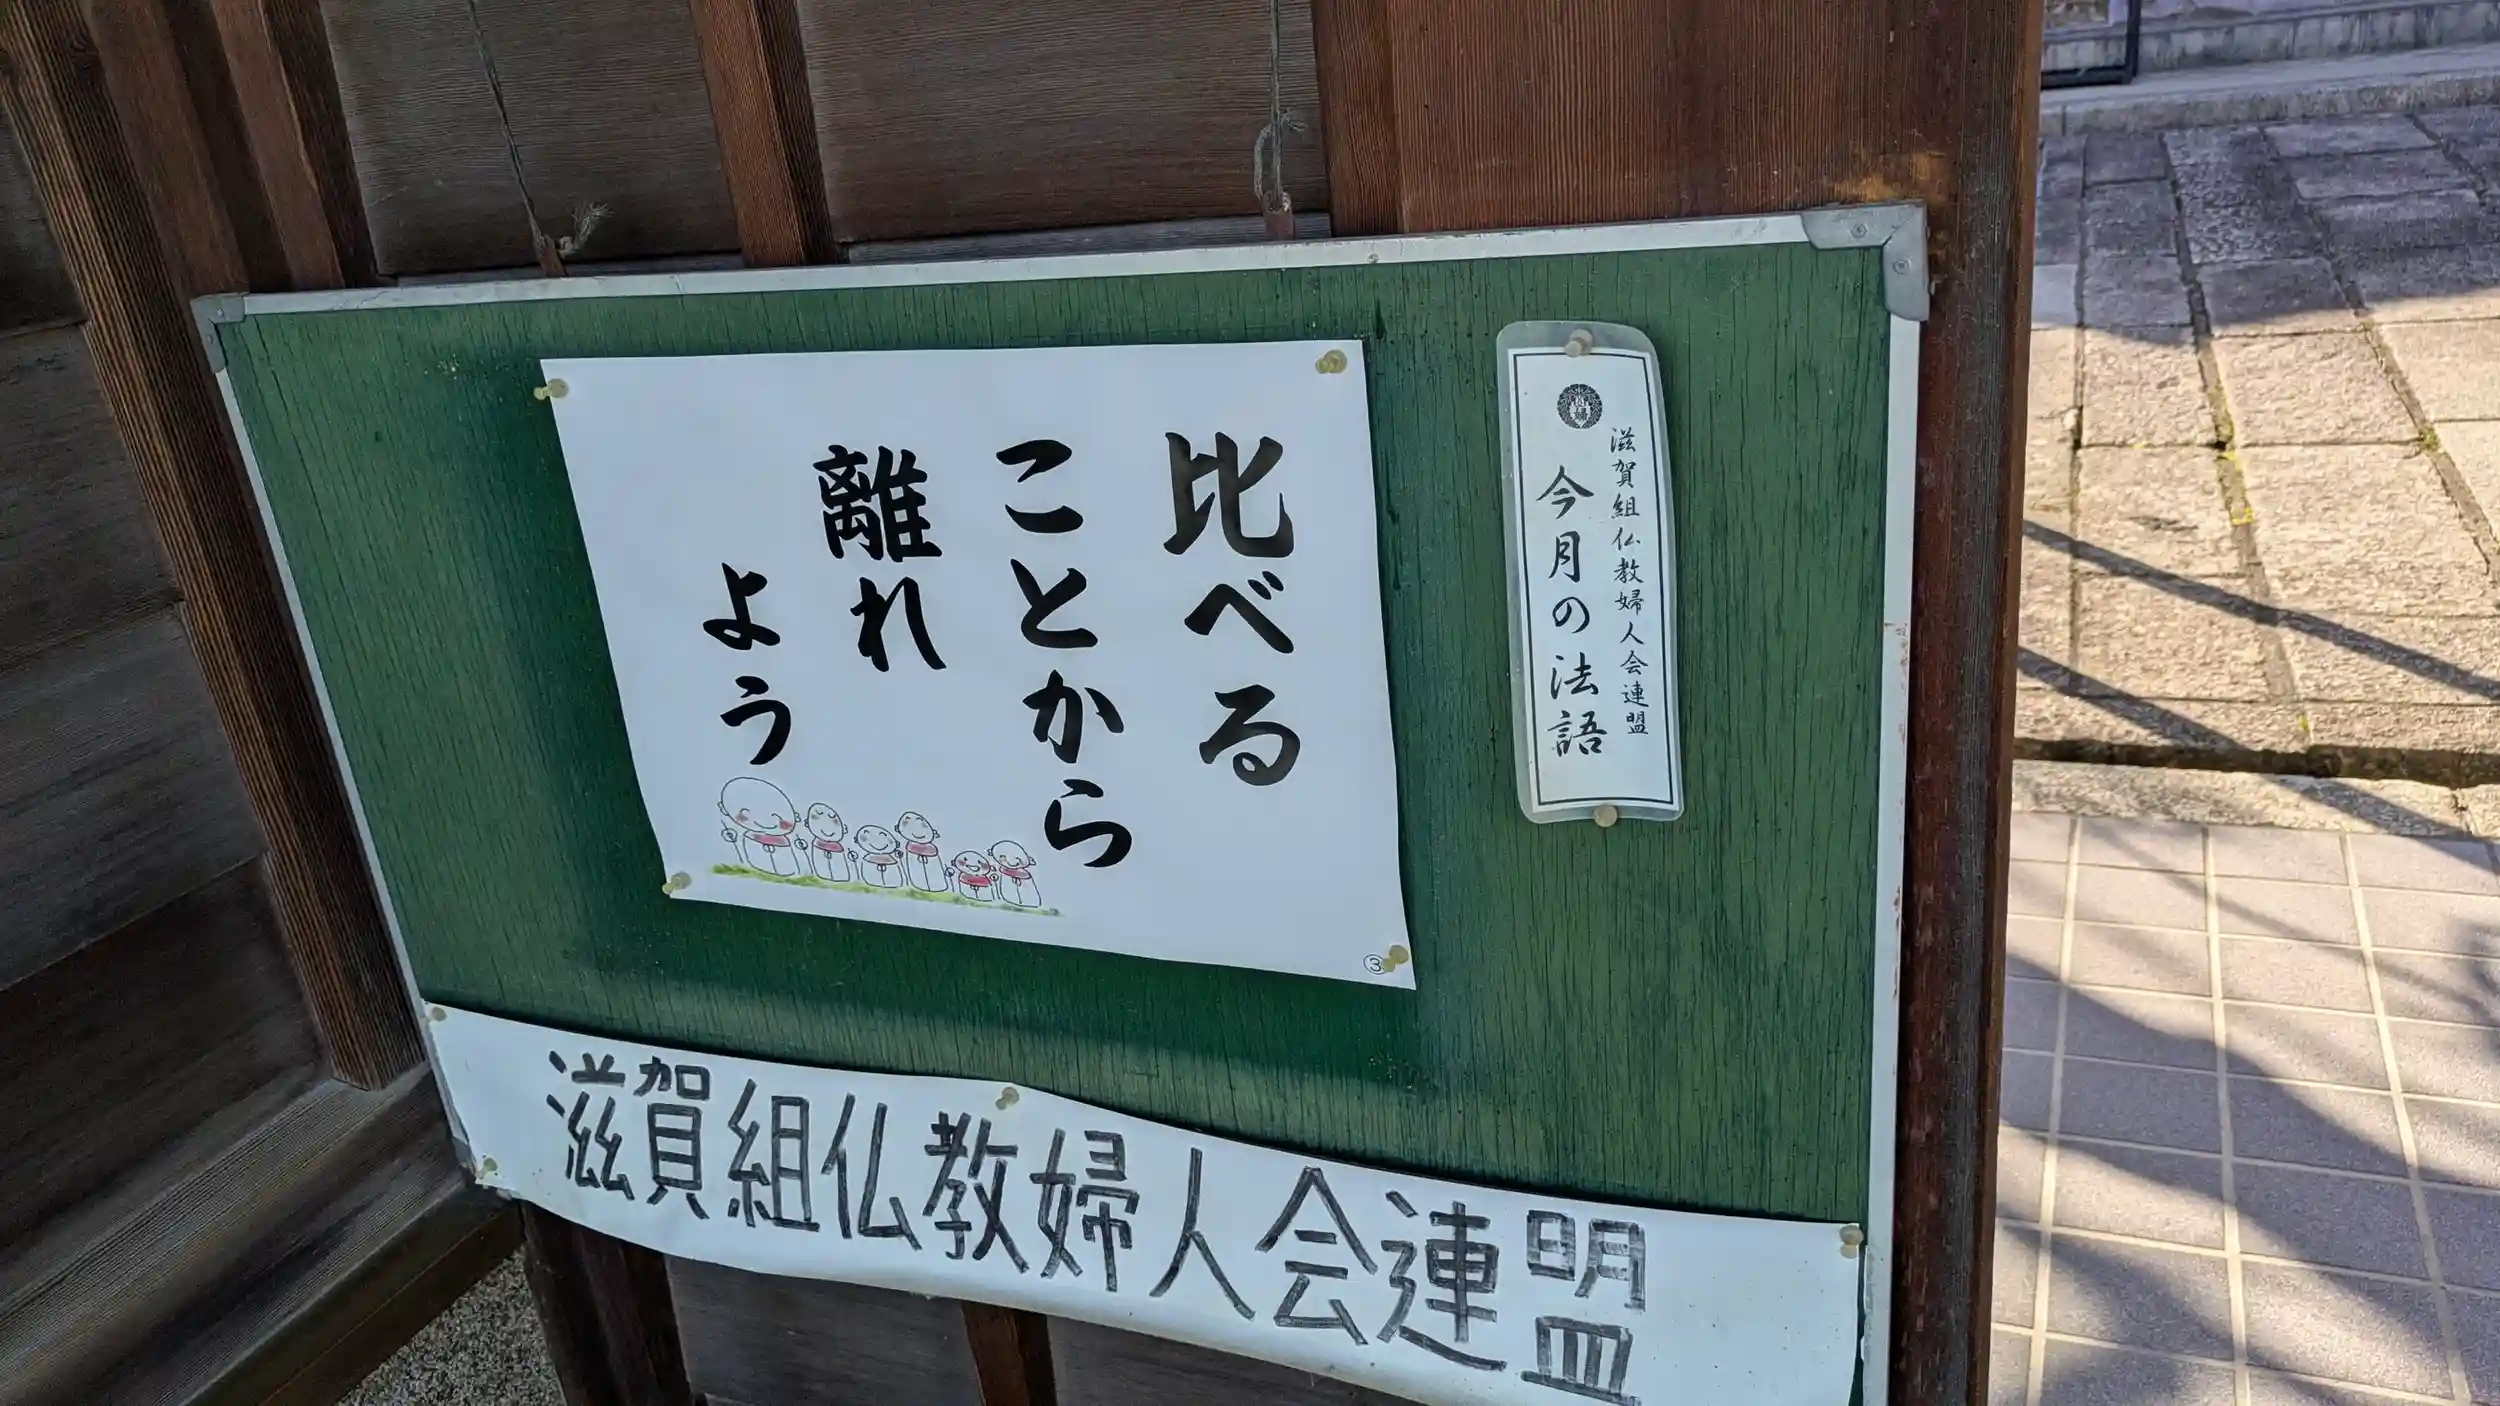 滋賀組仏教婦人会連盟
今月の法語
比べる
ことから
離れ
よう
③
滋賀組仏教婦人会連盟